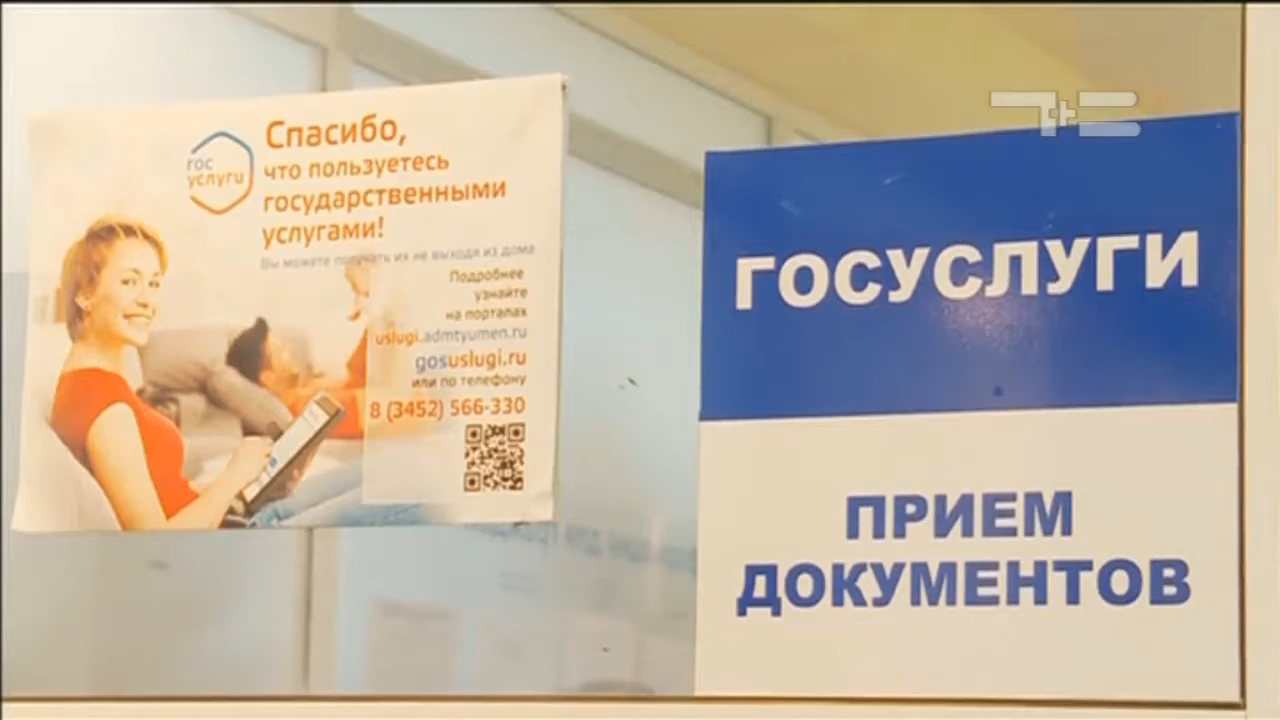 гос
услуги
Спасибо,
что пользуетесь
государственными
услугами!
Вы можете получать их не выходя из дома
Подробнее
узнайте
на порталах
uslugi.admtyumen.ru
gosuslugi.ru
или по телефону
8 (3452) 566-330
ГОСУСЛУГИ
ПРИЕМ
ДОКУМЕНТОВ